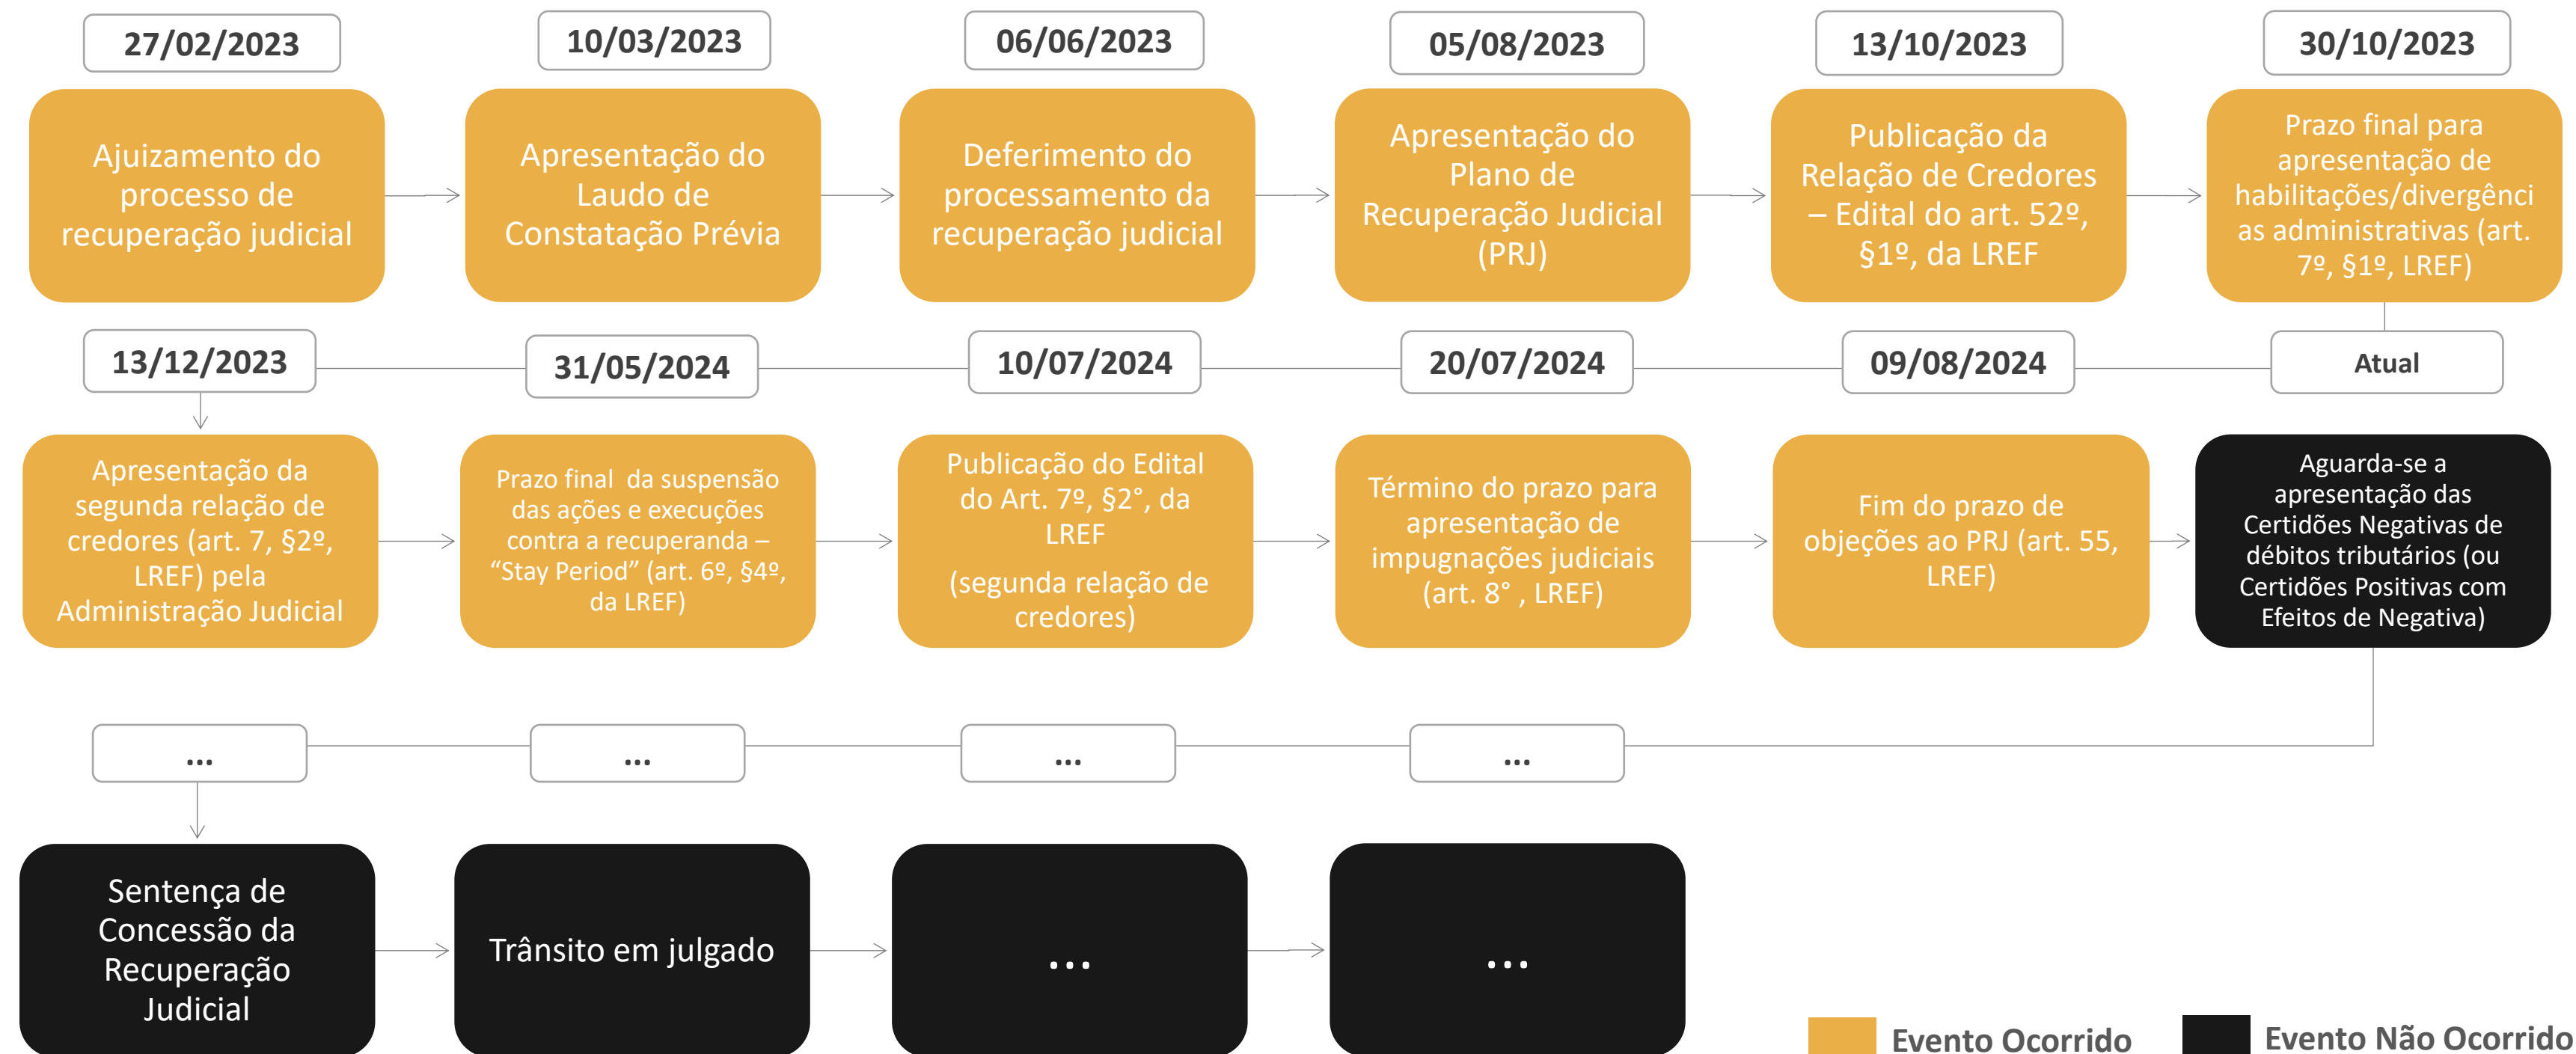 27/02/2023
10/03/2023
06/06/2023
05/08/2023
13/10/2023
30/10/2023
Ajuizamento do
processo de
recuperação judicial
Apresentação do
Laudo de
Constatação Prévia
Deferimento do
processamento da
recuperação judicial
Apresentação do
Plano de
Recuperação Judicial
(PRJ)
Publicação da
Relação de Credores
– Edital do art. 52º,
§1º, da LREF
Prazo final para
apresentação de
habilitações/divergênci
as administrativas (art.
7º, §1º, LREF)
13/12/2023
31/05/2024
10/07/2024
20/07/2024
09/08/2024
Atual
Apresentação da
segunda relação de
credores (art. 7, §2º,
LREF) pela
Administração Judicial
Prazo final da suspensão
das ações e execuções
contra a recuperanda –
“Stay Period” (art. 6º, §4º,
da LREF)
Publicação do Edital
do Art. 7º, §2°, da
LREF
(segunda relação de
credores)
Término do prazo para
apresentação de
impugnações judiciais
(art. 8° , LREF)
Fim do prazo de
objeções ao PRJ (art. 55,
LREF)
Aguarda-se a
apresentação das
Certidões Negativas de
débitos tributários (ou
Certidões Positivas com
Efeitos de Negativa)
...
...
...
...
Sentença de
Concessão da
Recuperação
Judicial
Trânsito em julgado
...
...
Evento Ocorrido
Evento Não Ocorrido